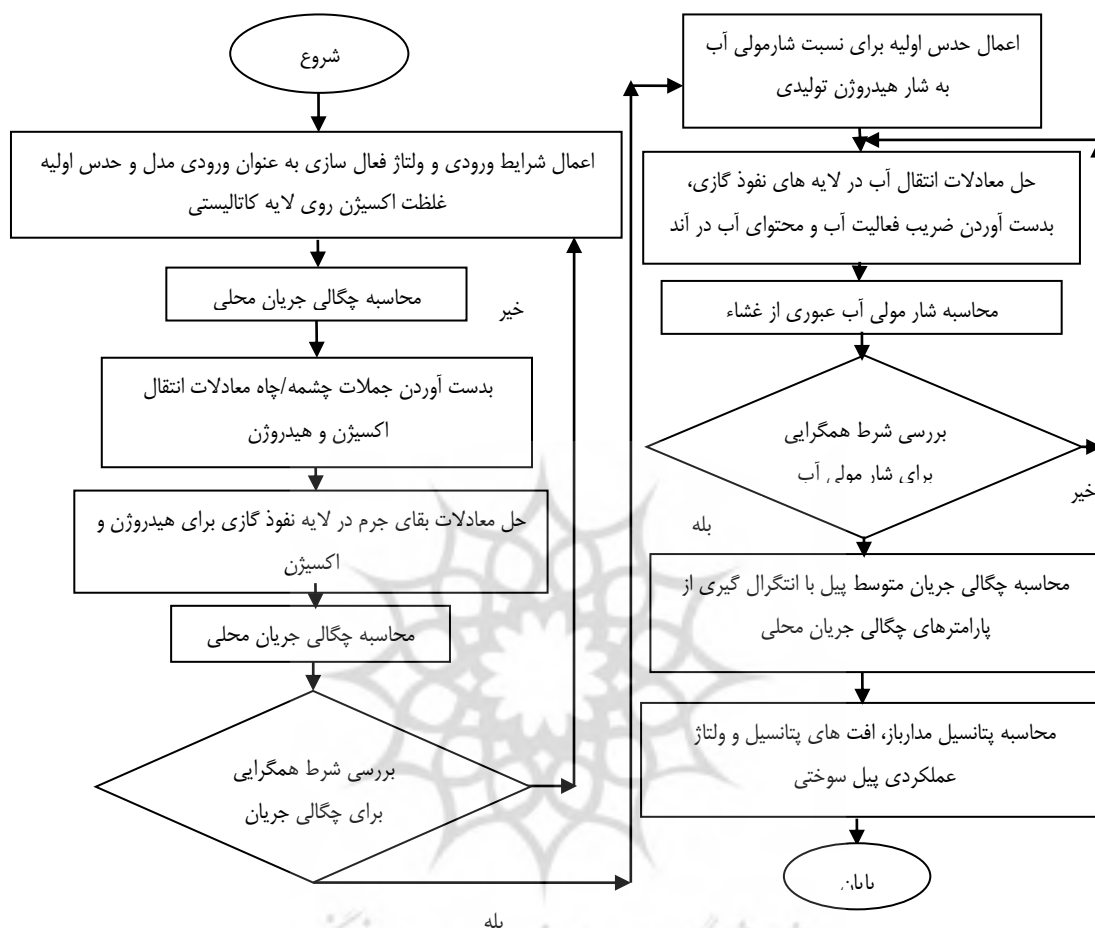 شروع
اعمال شرایط ورودی و ولتاژ فعال سازی به عنوان ورودی مدل و حدس اولیه
غلظت اکسیژن روی لایه کاتالیستی
محاسبه چگالی جریان محلی
خیر
بدست آوردن جملات چشمه/چاه معادلات انتقال
اکسیژن و هیدروژن
حل معادلات بقای جرم در لایه نفوذ گازی برای هیدروژن و
اکسیژن
محاسبه چگالی جریان محلی
بررسی شرط همگرایی
برای چگالی جریان
بله
اعمال حدس اولیه برای نسبت شارمولی آب
به شار هیدروژن تولیدی
حل معادلات انتقال آب در لایه های نفوذ گازی،
بدست آوردن ضریب فعالیت آب و محتوای آب در آند
محاسبه شار مولی آب عبوری از غشاء
بررسی شرط همگرایی
برای شار مولی آب
خیر
بله
محاسبه چگالی جریان متوسط پیل با انتگرال گیری از
پارامترهای چگالی جریان محلی
محاسبه پتانسیل مدارباز، افت های پتانسیل و ولتاژ
عملکردی پیل سوختی
پایان